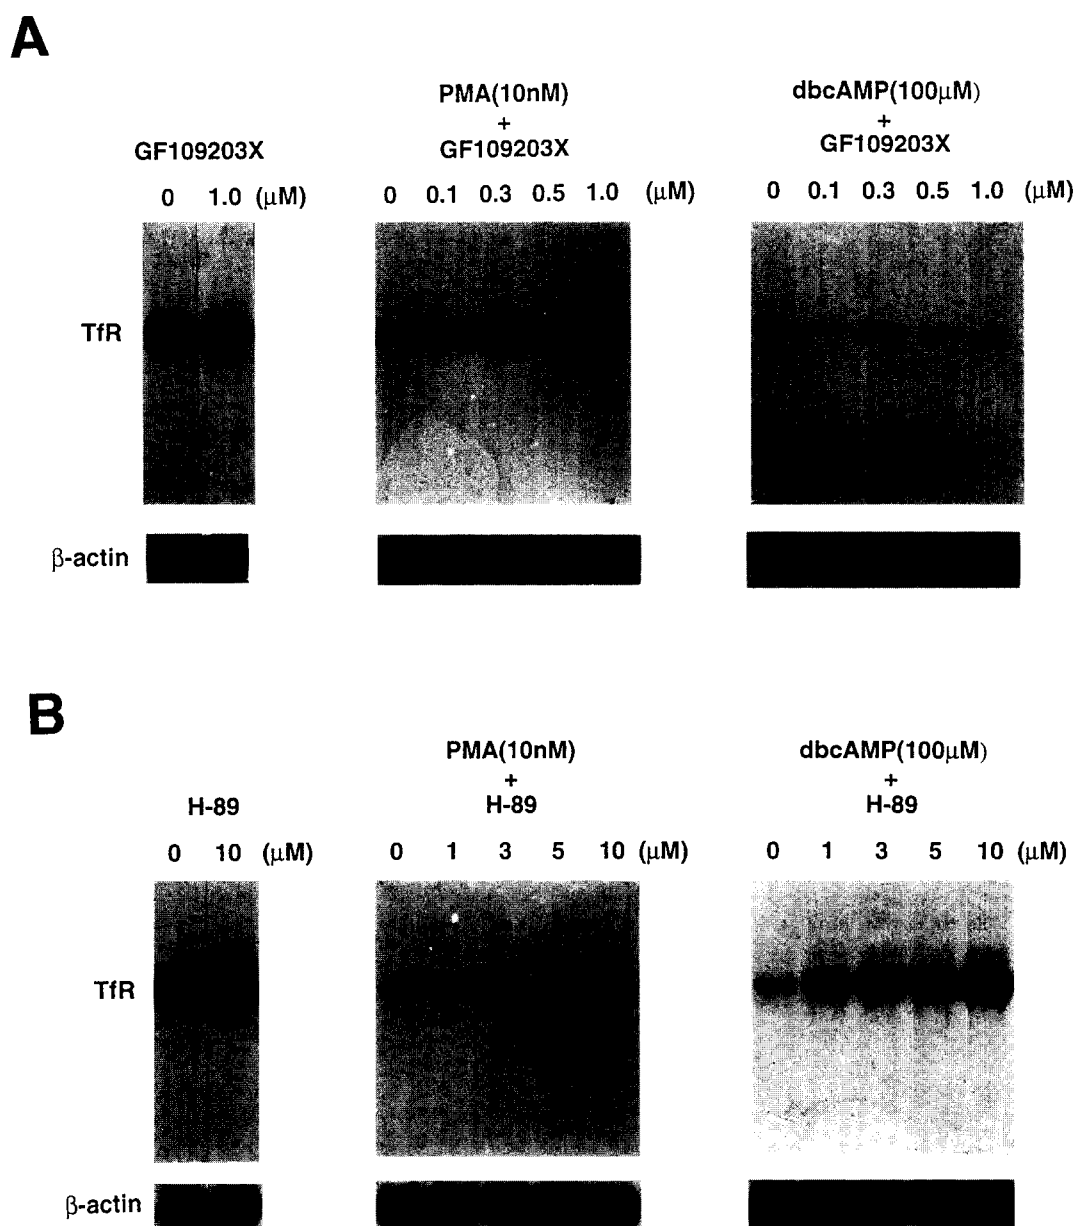 A
GF109203X
0 1.0 (μM)
PMA(10nM)
+
GF109203X
0 0.1 0.3 0.5 1.0 (μM)
dbcAMP(100μM)
+
GF109203X
0 0.1 0.3 0.5 1.0 (μM)
TfR
β-actin
B
H-89
0 10 (μM)
PMA(10nM)
+
H-89
0 1 3 5 10 (μM)
dbcAMP(100μM)
+
H-89
0 1 3 5 10 (μM)
TfR
β-actin